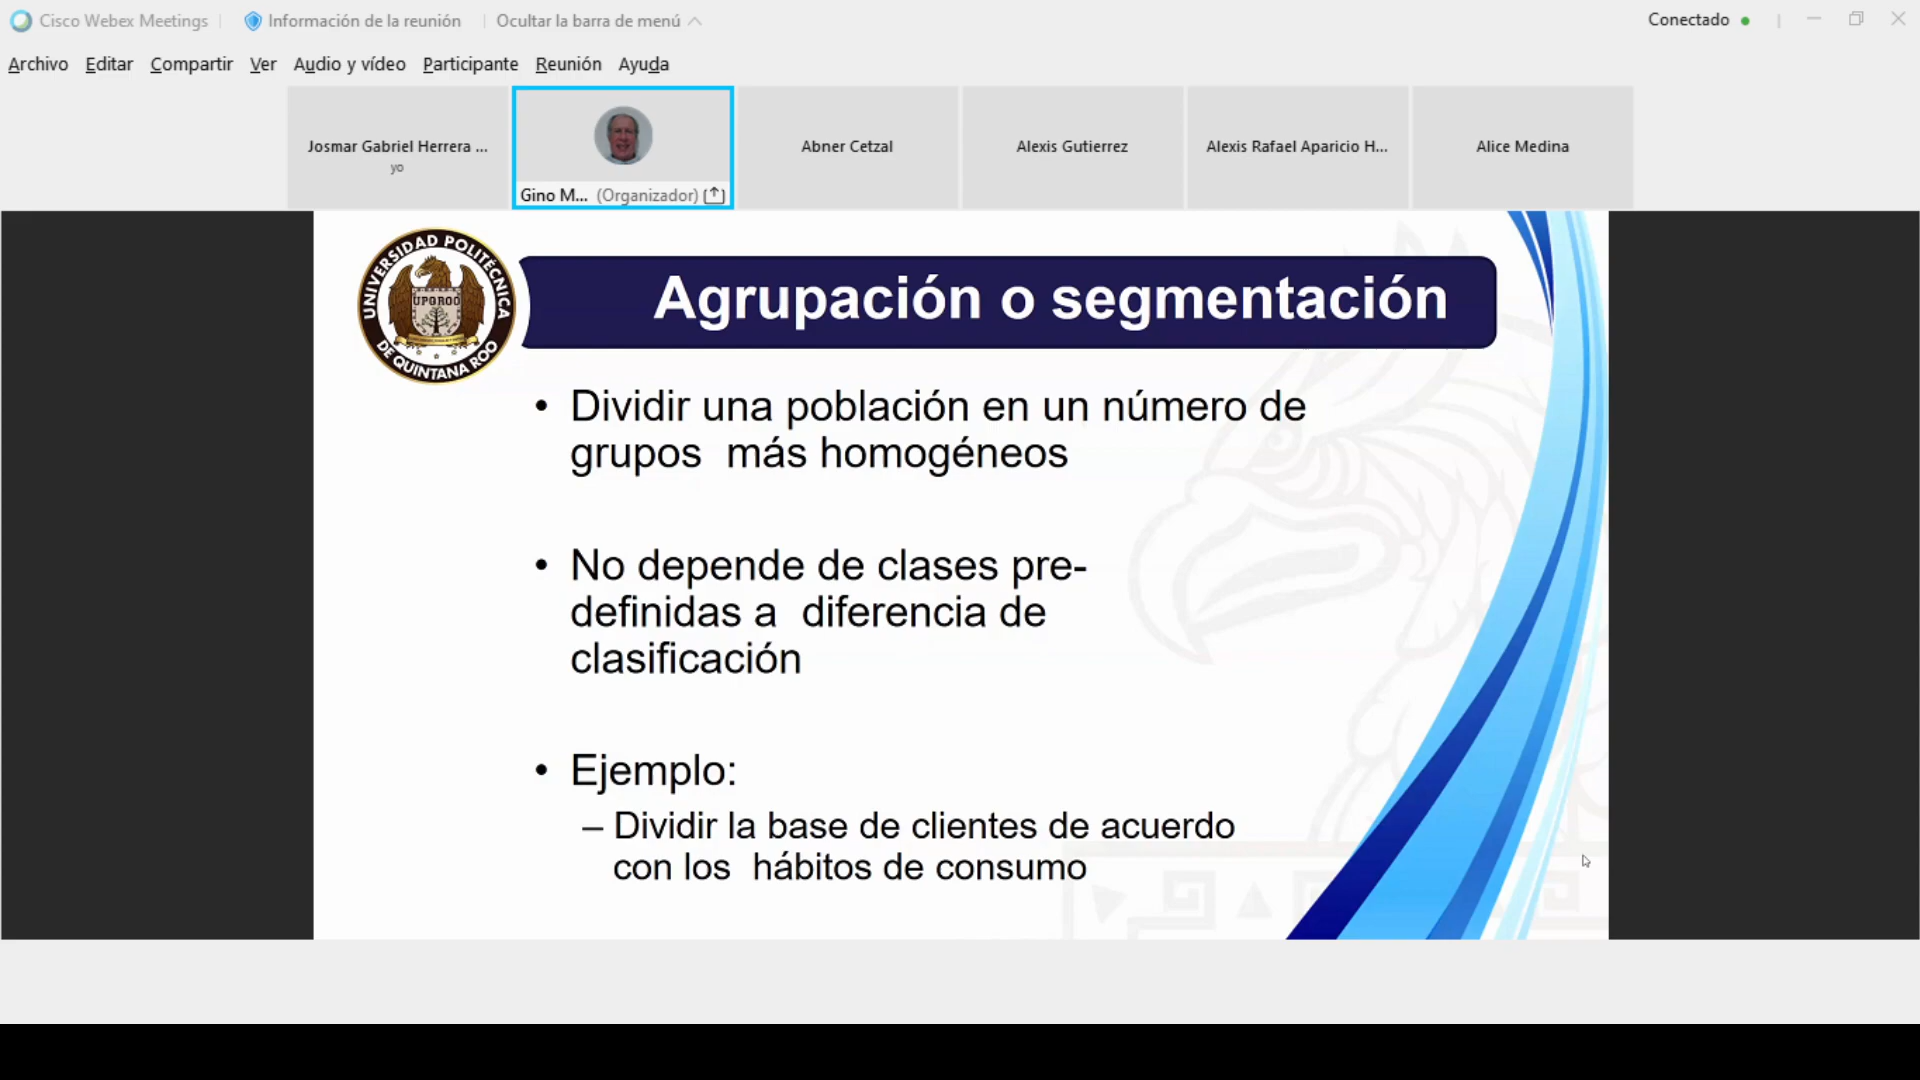 Cisco Webex Meetings
Información de la reunión
Ocultar la barra de menú
Conectado
Archivo Editar Compartir Ver Audio y vídeo Participante Reunión Ayuda
Josmar Gabriel Herrera ...
yo
Gino M... (Organizador)
Abner Cetzal
Alexis Gutierrez
Alexis Rafael Aparicio H...
Alice Medina
UNIVERSIDAD POLITÉCNICA
UPQROO
DE QUINTANA ROO
Agrupación o segmentación
• Dividir una población en un número de
grupos más homogéneos
• No depende de clases pre-
definidas a diferencia de
clasificación
• Ejemplo:
– Dividir la base de clientes de acuerdo
con los hábitos de consumo